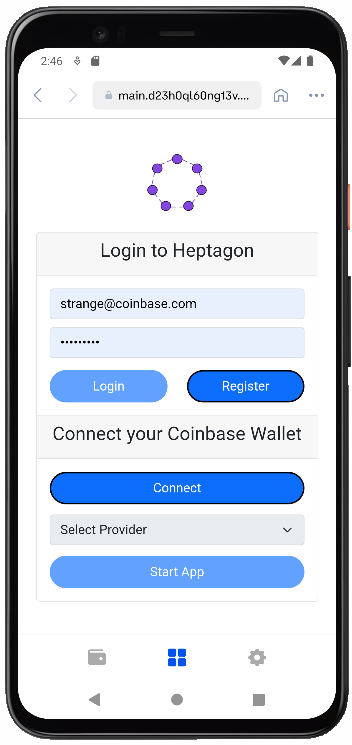 2:46
main.d23h0ql60ng13v....
Login to Heptagon
strange@coinbase.com
•••••••••
Login
Register
Connect your Coinbase Wallet
Connect
Select Provider
Start App